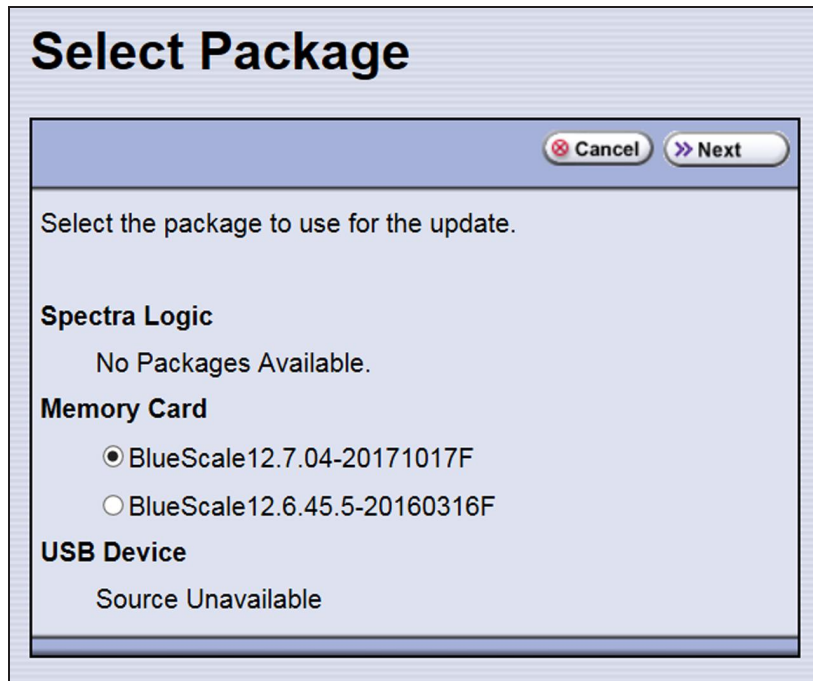 Select Package
Cancel Next
Select the package to use for the update.
Spectra Logic
No Packages Available.
Memory Card
BlueScale12.7.04-20171017F
BlueScale12.6.45.5-20160316F
USB Device
Source Unavailable